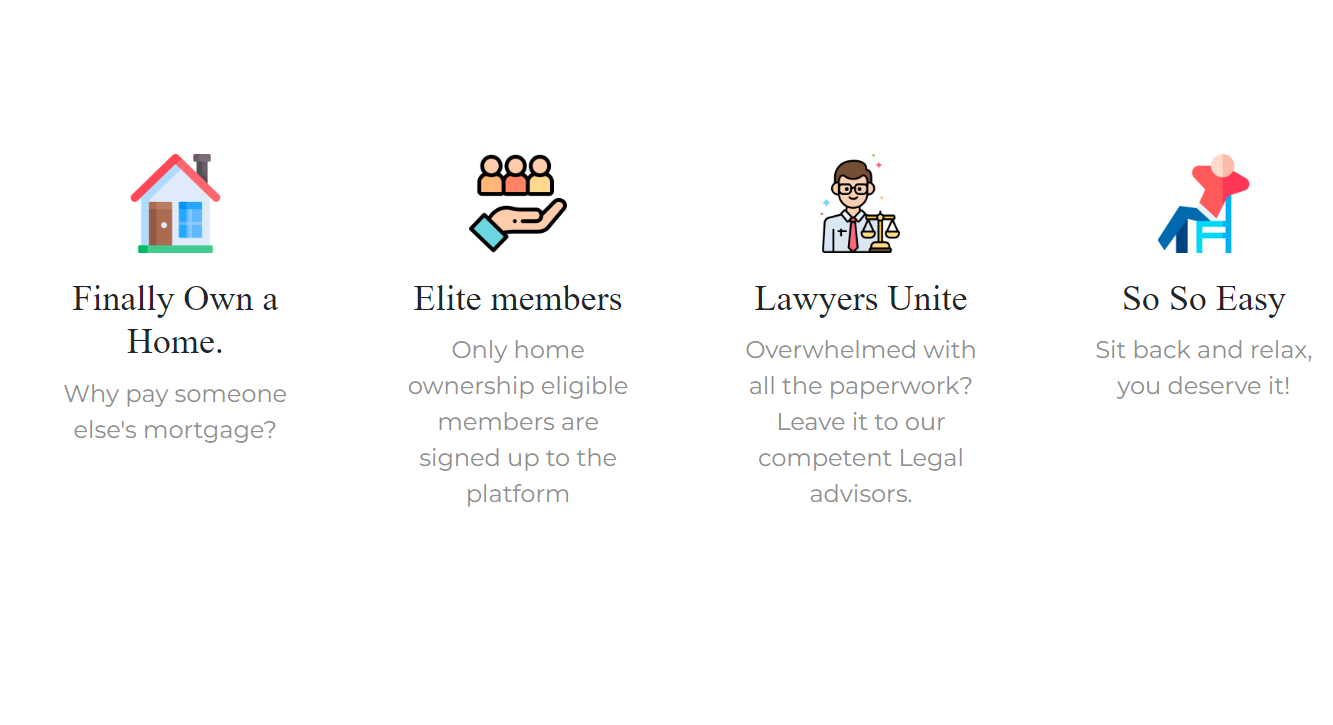 Finally Own a
Home.
Why pay someone
else's mortgage?
Elite members
Only home
ownership eligible
members are
signed up to the
platform
Lawyers Unite
Overwhelmed with
all the paperwork?
Leave it to our
competent Legal
advisors.
So So Easy
Sit back and relax,
you deserve it!